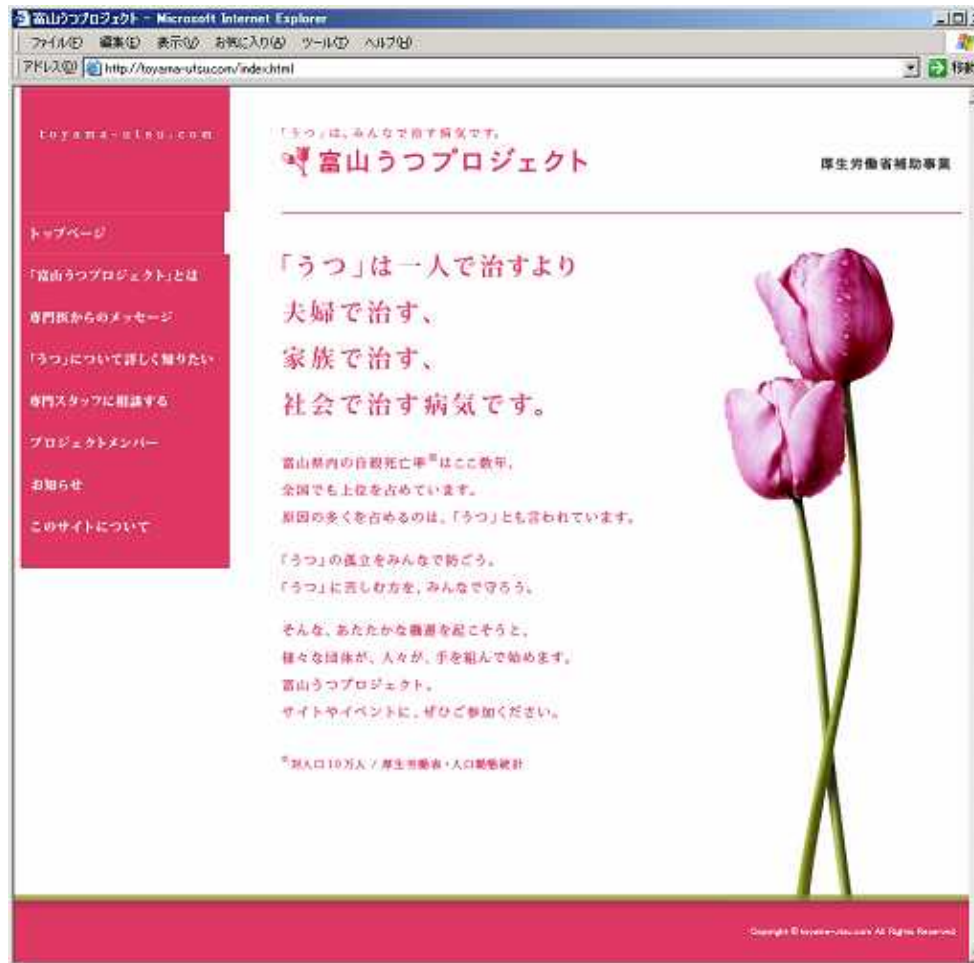 富山うつプロジェクト - Microsoft Internet Explorer
ファイル(F) 編集(E) 表示(V) お気に入り(A) ツール(T) ヘルプ(H)
アドレス(D) http://toyama-utsu.com/index.html 移動
toyama-utsu.com
「うつ」は、みんなで治す病気です。
富山うつプロジェクト
厚生労働省補助事業
トップページ
「富山うつプロジェクト」とは
専門医からのメッセージ
「うつ」について詳しく知りたい
専門スタッフに相談する
プロジェクトメンバー
お知らせ
このサイトについて
「うつ」は一人で治すより
夫婦で治す、
家族で治す、
社会で治す病気です。
富山県内の自殺死亡率※はここ数年、
全国でも上位を占めています。
原因の多くを占めるのは、「うつ」とも言われています。
「うつ」の孤立をみんなで防ごう。
「うつ」に苦しむ方を、みんなで守ろう。
そんな、あたたかな機運を起こそうと、
様々な団体が、人々が、手を組んで始めます。
富山うつプロジェクト。
サイトやイベントに、ぜひご参加ください。
※対人口10万人 / 厚生労働省・人口動態統計
Copyright © toyama-utsu.com All Rights Reserved